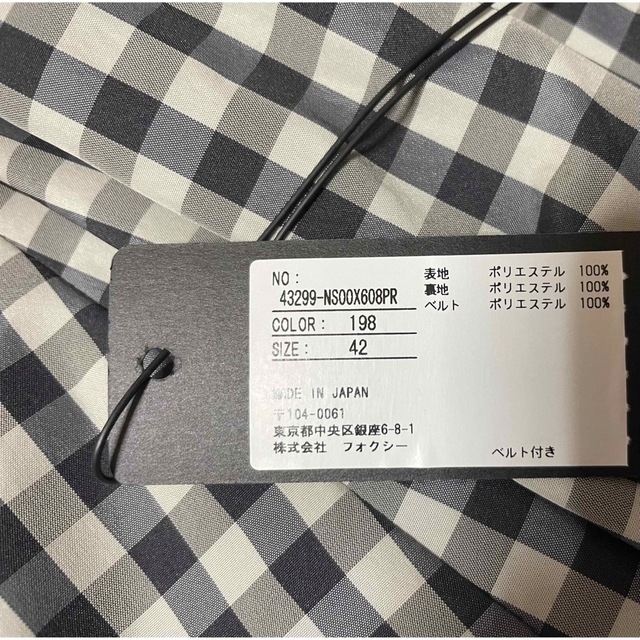 NO:
43299-NS00X608PR
COLOR: 198
SIZE: 42
MADE IN JAPAN
〒104-0061
東京都中央区銀座6-8-1
株式会社 フォクシー
表地 ポリエステル 100%
裏地 ポリエステル 100%
ベルト ポリエステル 100%
ベルト付き